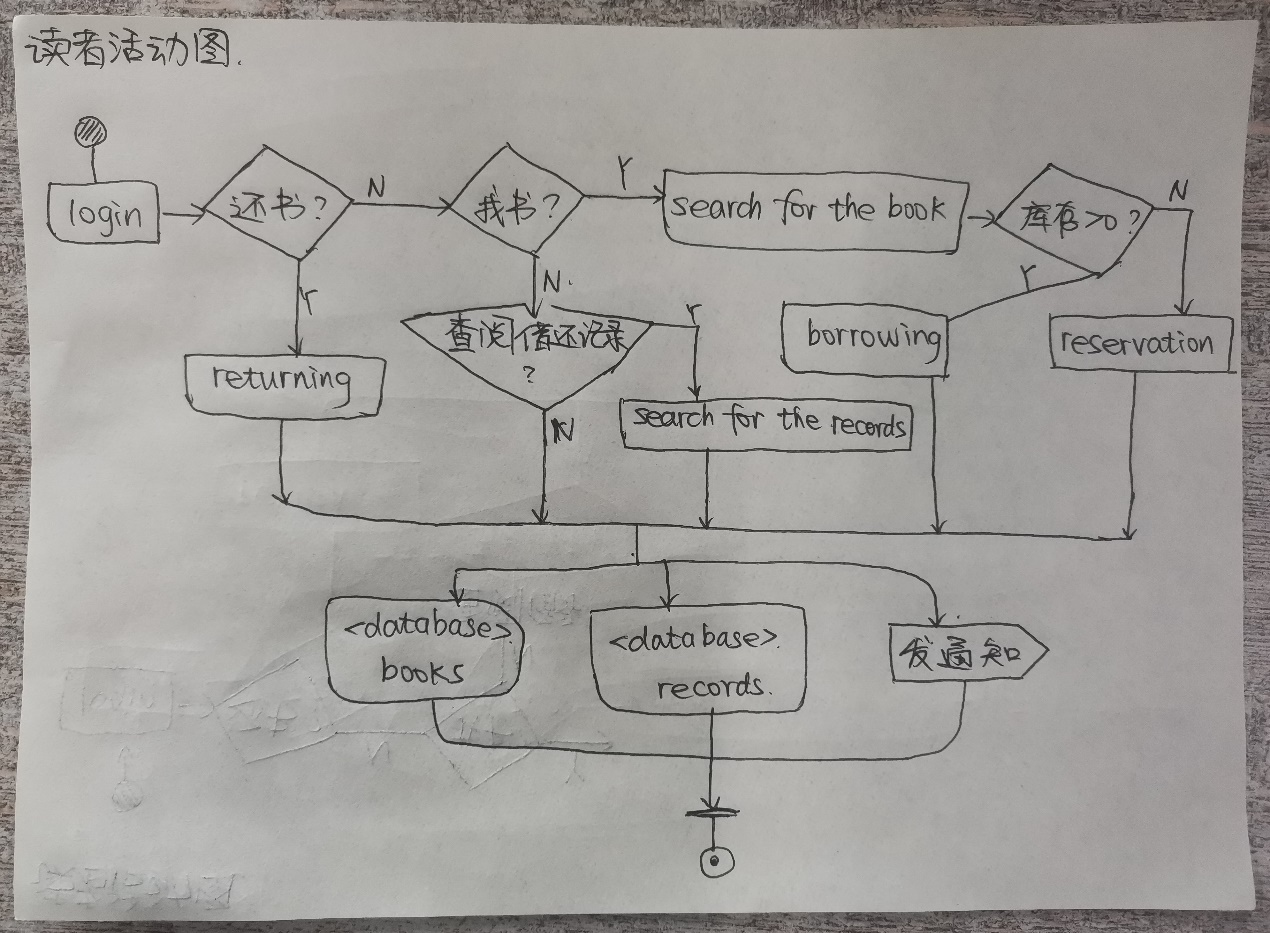 读者活动图.
login
还书?
N
找书?
Y
search for the book
库存>0?
N
Y
returning
N.
查阅借还记录
?
Y
Y
borrowing
reservation
N
search for the records
<database>
books
<database>.
records.
发通知